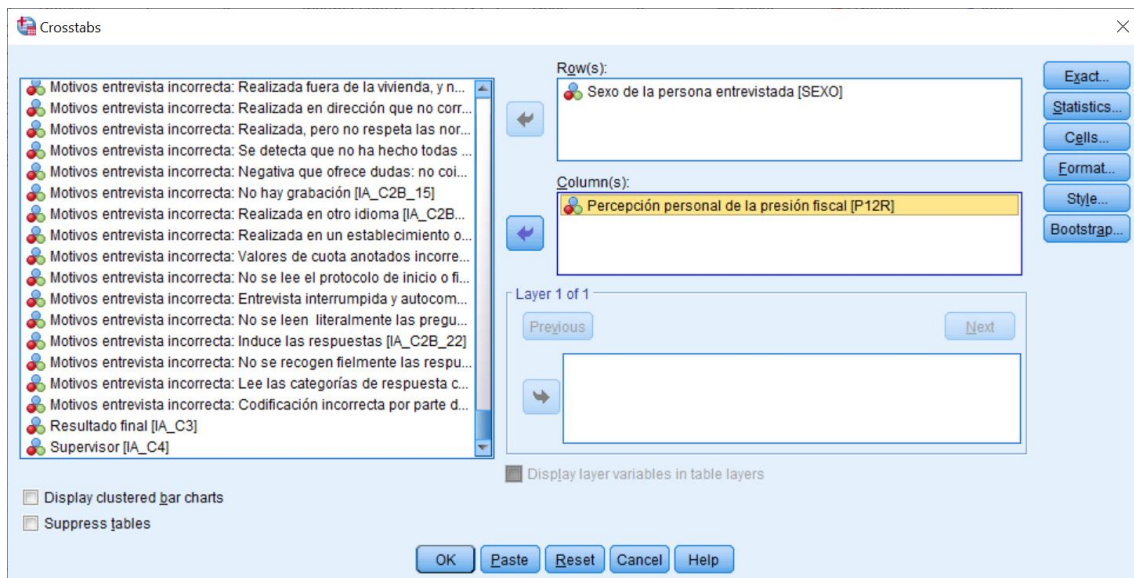 Crosstabs
Motivos entrevista incorrecta: Realizada fuera de la vivienda, y n...
Motivos entrevista incorrecta: Realizada en dirección que no corr...
Motivos entrevista incorrecta: Realizada, pero no respeta las nor...
Motivos entrevista incorrecta: Se detecta que no ha hecho todas ...
Motivos entrevista incorrecta: Negativa que ofrece dudas: no coi...
Motivos entrevista incorrecta: No hay grabación [IA_C2B_15]
Motivos entrevista incorrecta: Realizada en otro idioma [IA_C2B...
Motivos entrevista incorrecta: Realizada en un establecimiento o...
Motivos entrevista incorrecta: Valores de cuota anotados incorre...
Motivos entrevista incorrecta: No se lee el protocolo de inicio o fi...
Motivos entrevista incorrecta: Entrevista interrumpida y autocom...
Motivos entrevista incorrecta: No se leen literalmente las pregu...
Motivos entrevista incorrecta: Induce las respuestas [IA_C2B_22]
Motivos entrevista incorrecta: No se recogen fielmente las respu...
Motivos entrevista incorrecta: Lee las categorías de respuesta c...
Motivos entrevista incorrecta: Codificación incorrecta por parte d...
Resultado final [IA_C3]
Supervisor [IA_C4]
Display clustered bar charts
Suppress tables
Row(s):
Sexo de la persona entrevistada [SEXO]
Column(s):
Percepción personal de la presión fiscal [P12R]
Layer 1 of 1
Previous
Next
Display layer variables in table layers
Exact...
Statistics...
Cells...
Format...
Style...
Bootstrap...
OK
Paste
Reset
Cancel
Help